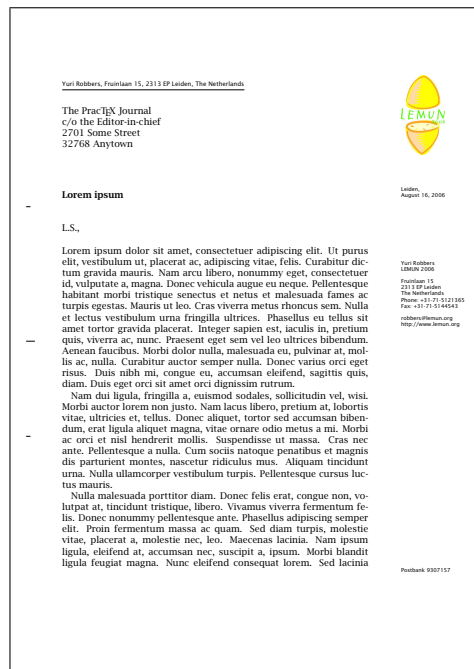 Yuri Robbers, Fruinlaan 15, 2313 EP Leiden, The Netherlands
The PracTEX Journal
c/o the Editor-in-chief
2701 Some Street
32768 Anytown
LEMUN
Leiden,
August 16, 2006
Lorem ipsum
L.S.,
Yuri Robbers
LEMUN 2006
Fruinlaan 15
2313 EP Leiden
The Netherlands
Phone: +31-71-5121365
Fax: +31-71-5144543
robbers@lemun.org
http://www.lemun.org
Lorem ipsum dolor sit amet, consectetuer adipiscing elit. Ut purus
elit, vestibulum ut, placerat ac, adipiscing vitae, felis. Curabitur dic-
tum gravida mauris. Nam arcu libero, nonummy eget, consectetuer
id, vulputate a, magna. Donec vehicula augue eu neque. Pellentesque
habitant morbi tristique senectus et netus et malesuada fames ac
turpis egestas. Mauris ut leo. Cras viverra metus rhoncus sem. Nulla
et lectus vestibulum urna fringilla ultrices. Phasellus eu tellus sit
amet tortor gravida placerat. Integer sapien est, iaculis in, pretium
quis, viverra ac, nunc. Praesent eget sem vel leo ultrices bibendum.
Aenean faucibus. Morbi dolor nulla, malesuada eu, pulvinar at, mol-
lis ac, nulla. Curabitur auctor semper nulla. Donec varius orci eget
risus. Duis nibh mi, congue eu, accumsan eleifend, sagittis quis,
diam. Duis eget orci sit amet orci dignissim rutrum.
Nam dui ligula, fringilla a, euismod sodales, sollicitudin vel, wisi.
Morbi auctor lorem non justo. Nam lacus libero, pretium at, lobortis
vitae, ultricies et, tellus. Donec aliquet, tortor sed accumsan biben-
dum, erat ligula aliquet magna, vitae ornare odio metus a mi. Morbi
ac orci et nisl hendrerit mollis. Suspendisse ut massa. Cras nec
ante. Pellentesque a nulla. Cum sociis natoque penatibus et magnis
dis parturient montes, nascetur ridiculus mus. Aliquam tincidunt
urna. Nulla ullamcorper vestibulum turpis. Pellentesque cursus luc-
tus mauris.
Nulla malesuada porttitor diam. Donec felis erat, congue non, vo-
lutpat at, tincidunt tristique, libero. Vivamus viverra fermentum fe-
lis. Donec nonummy pellentesque ante. Phasellus adipiscing semper
elit. Proin fermentum massa ac quam. Sed diam turpis, molestie
vitae, placerat a, molestie nec, leo. Maecenas lacinia. Nam ipsum
ligula, eleifend at, accumsan nec, suscipit a, ipsum. Morbi blandit
ligula feugiat magna. Nunc eleifend consequat lorem. Sed lacinia
Postbank 9307157